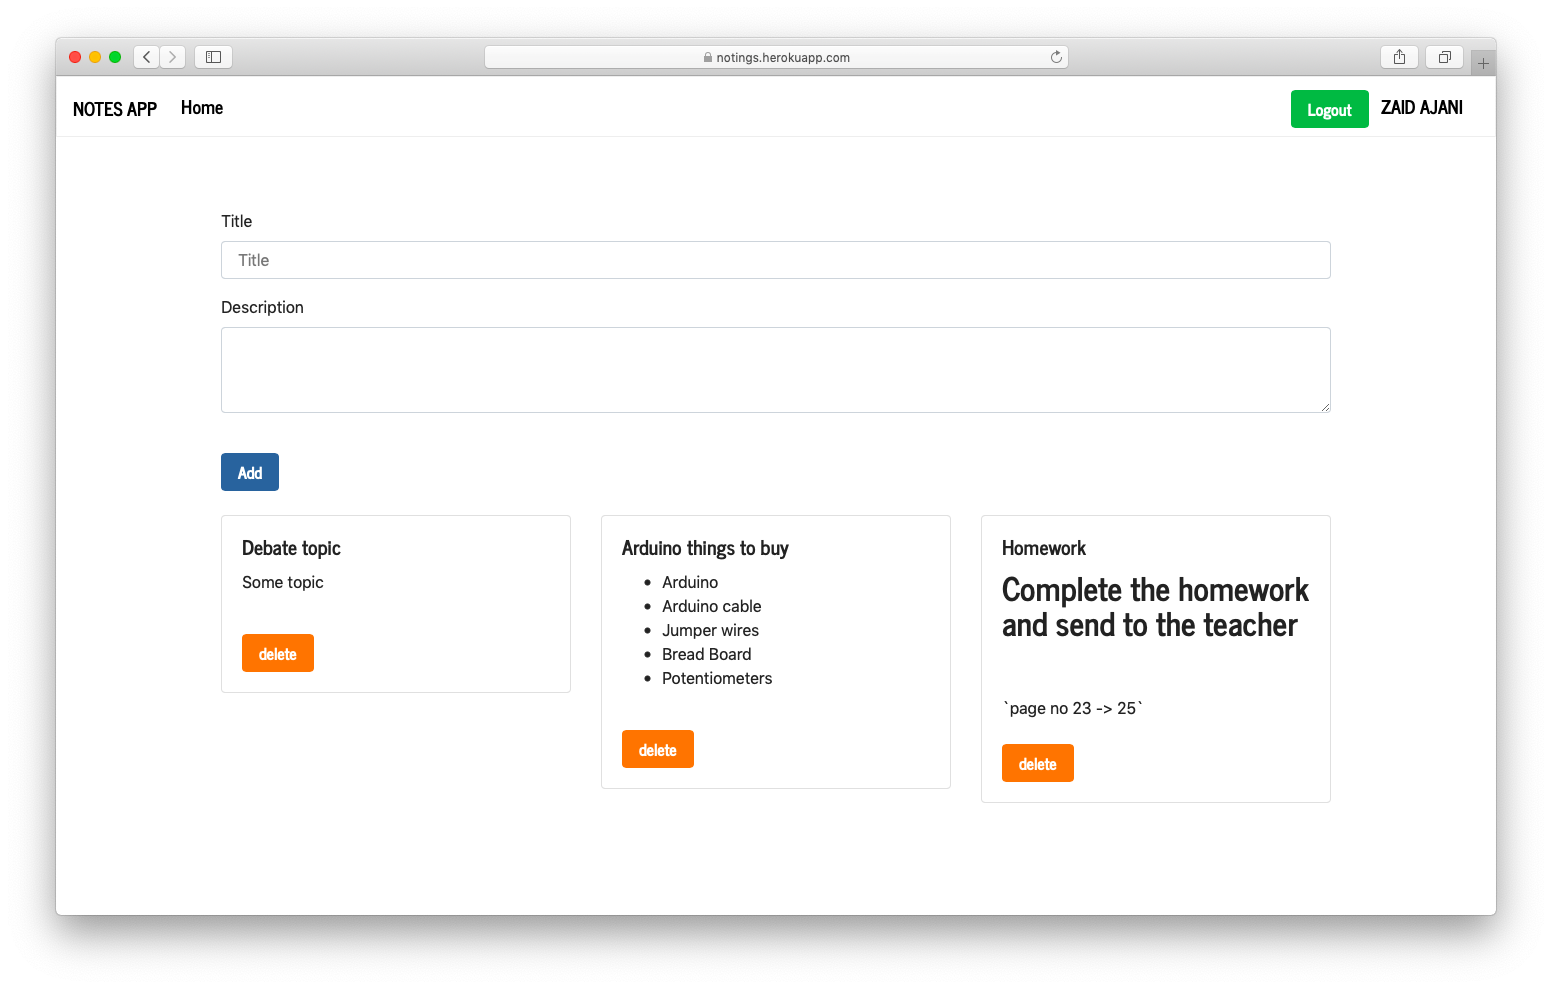 notings.herokuapp.com
NOTES APP Home Logout ZAID AJANI
Title
Title
Description
Add
Debate topic
Some topic
delete
Arduino things to buy
• Arduino
• Arduino cable
• Jumper wires
• Bread Board
• Potentiometers
delete
Homework
Complete the homework
and send to the teacher
`page no 23 -> 25`
delete